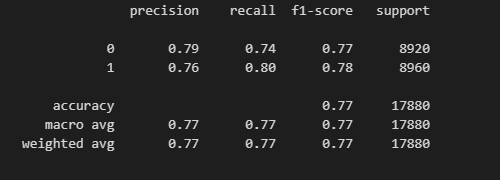 precision recall f1-score support
0 0.79 0.74 0.77 8920
1 0.76 0.80 0.78 8960
accuracy 0.77 17880
macro avg 0.77 0.77 0.77 17880
weighted avg 0.77 0.77 0.77 17880